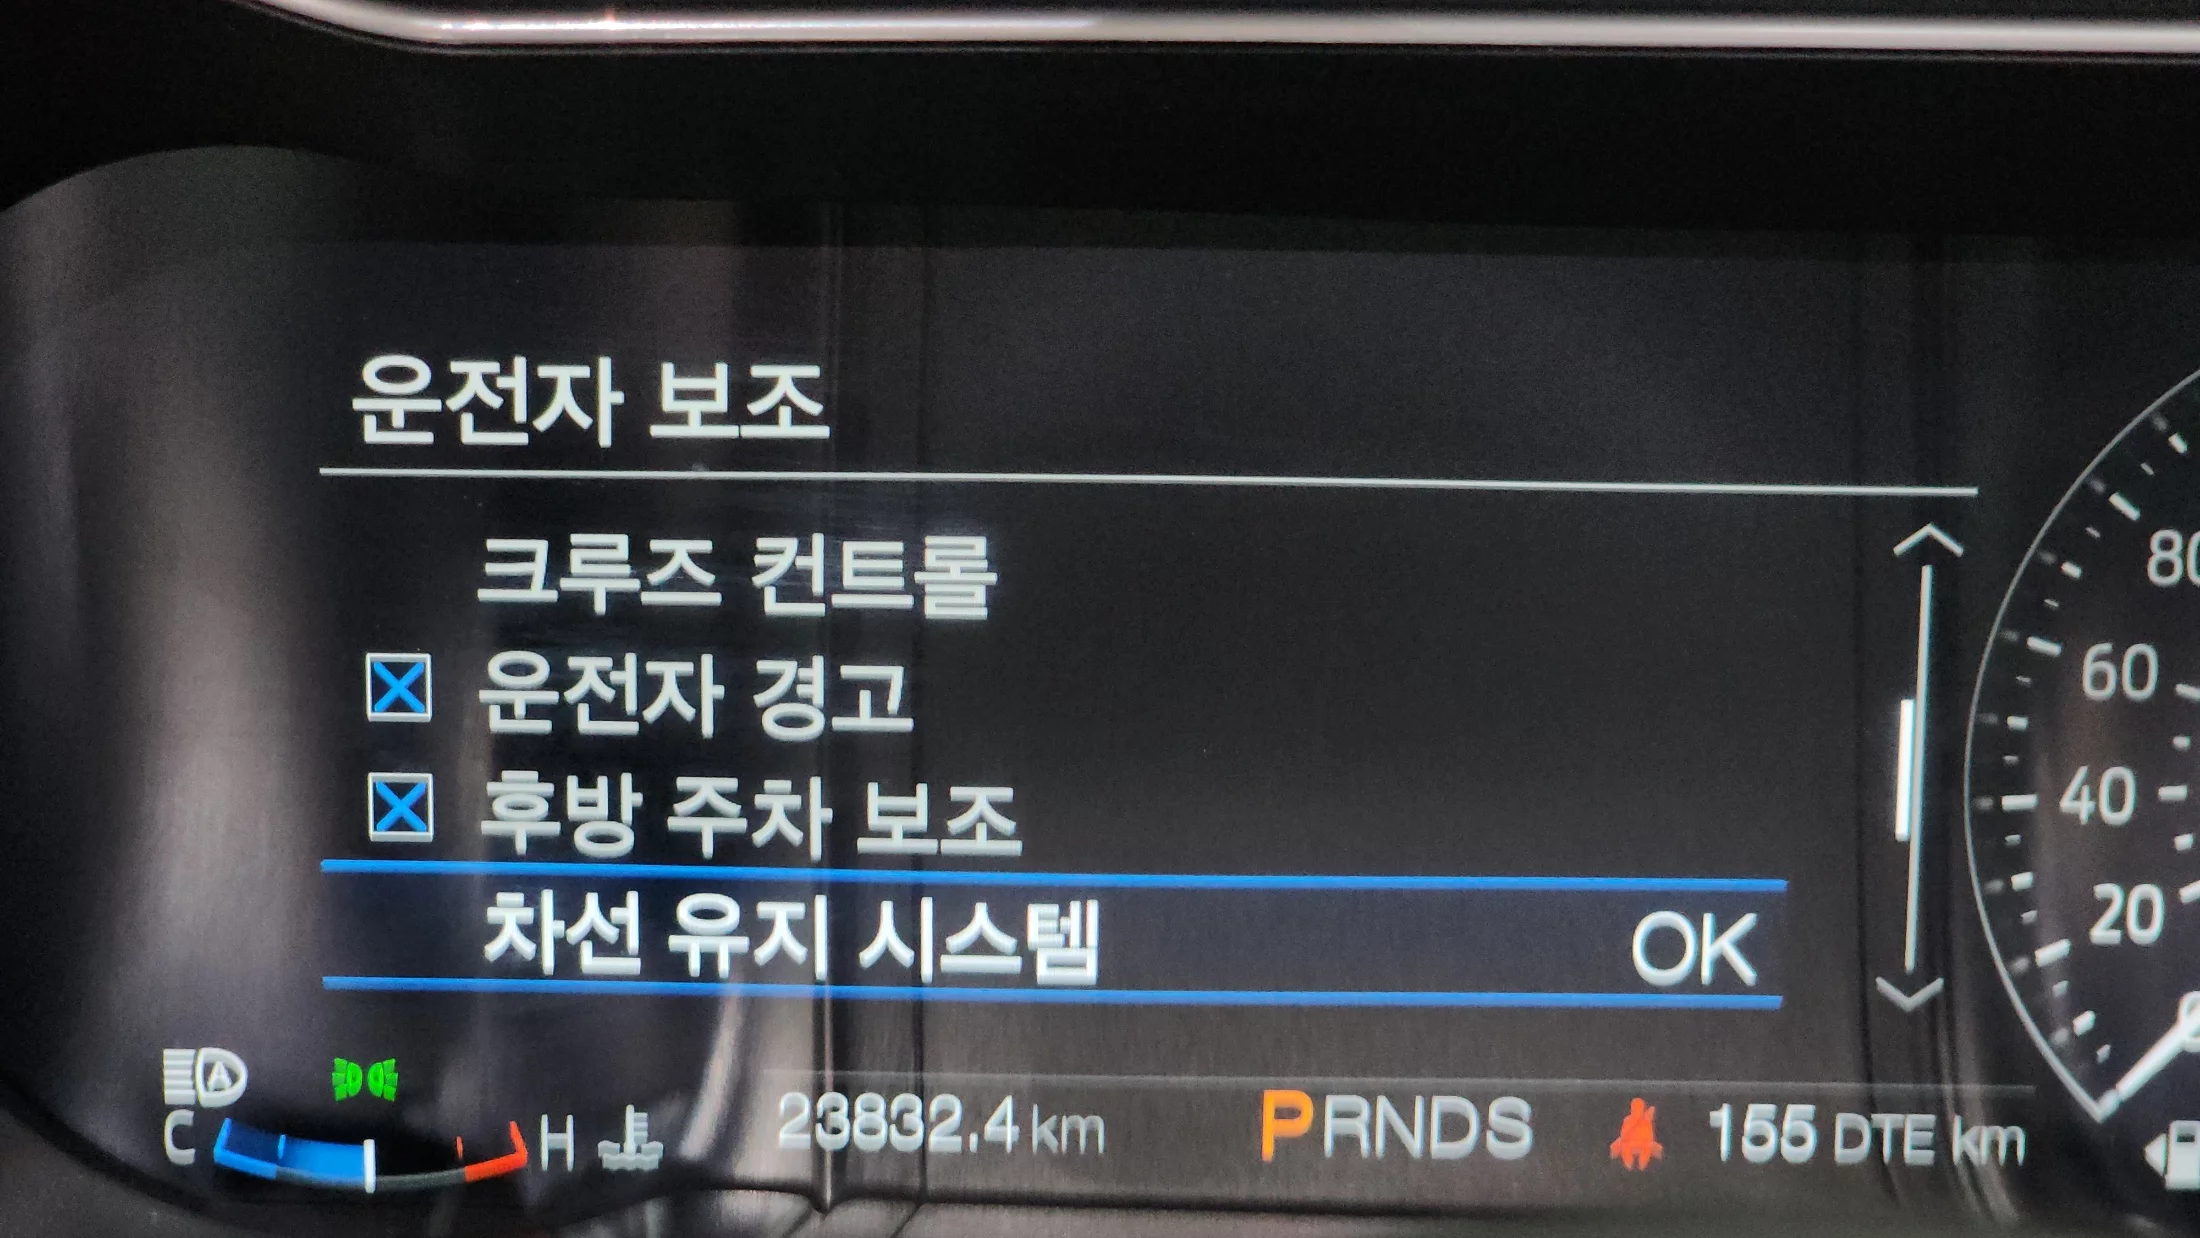 운전자 보조
크루즈 컨트롤
운전자 경고
후방 주차 보조
차선 유지 시스템 OK
80
60
40
20
A
C H 23832.4 km PRNDS 155 DTE km